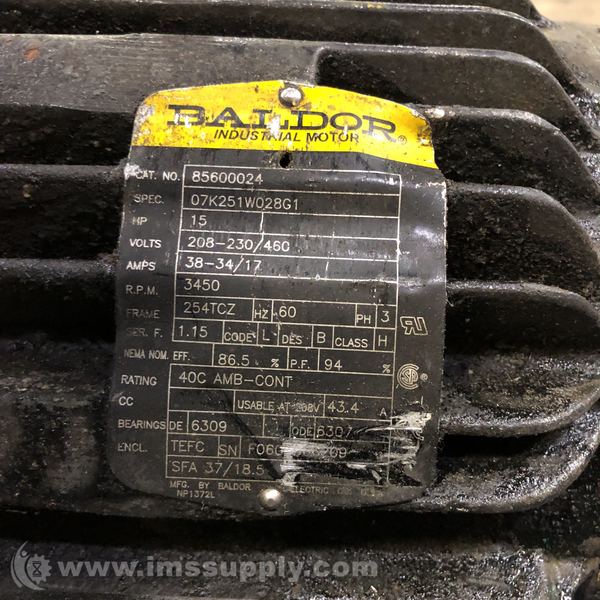 BALDOR®
INDUSTRIAL MOTOR
CAT. NO. 85600024
SPEC. 07K251W028G1
HP 15
VOLTS 208-230/460
AMPS 38-34/17
R.P.M. 3450
FRAME 254TCZ HZ 60 PH 3
SER. F. 1.15 CODE L DES B CLASS H
NEMA NOM. EFF. 86.5 % P.F. 94 %
RATING 40C AMB-CONT
CC USABLE AT 208V 43.4 A
BEARINGS DE 6309 ODE 6307
ENCL. TEFC SN
SFA 37/18.5
MFG. BY BALDOR ELECTRIC
NP1372L
www.imssupply.com